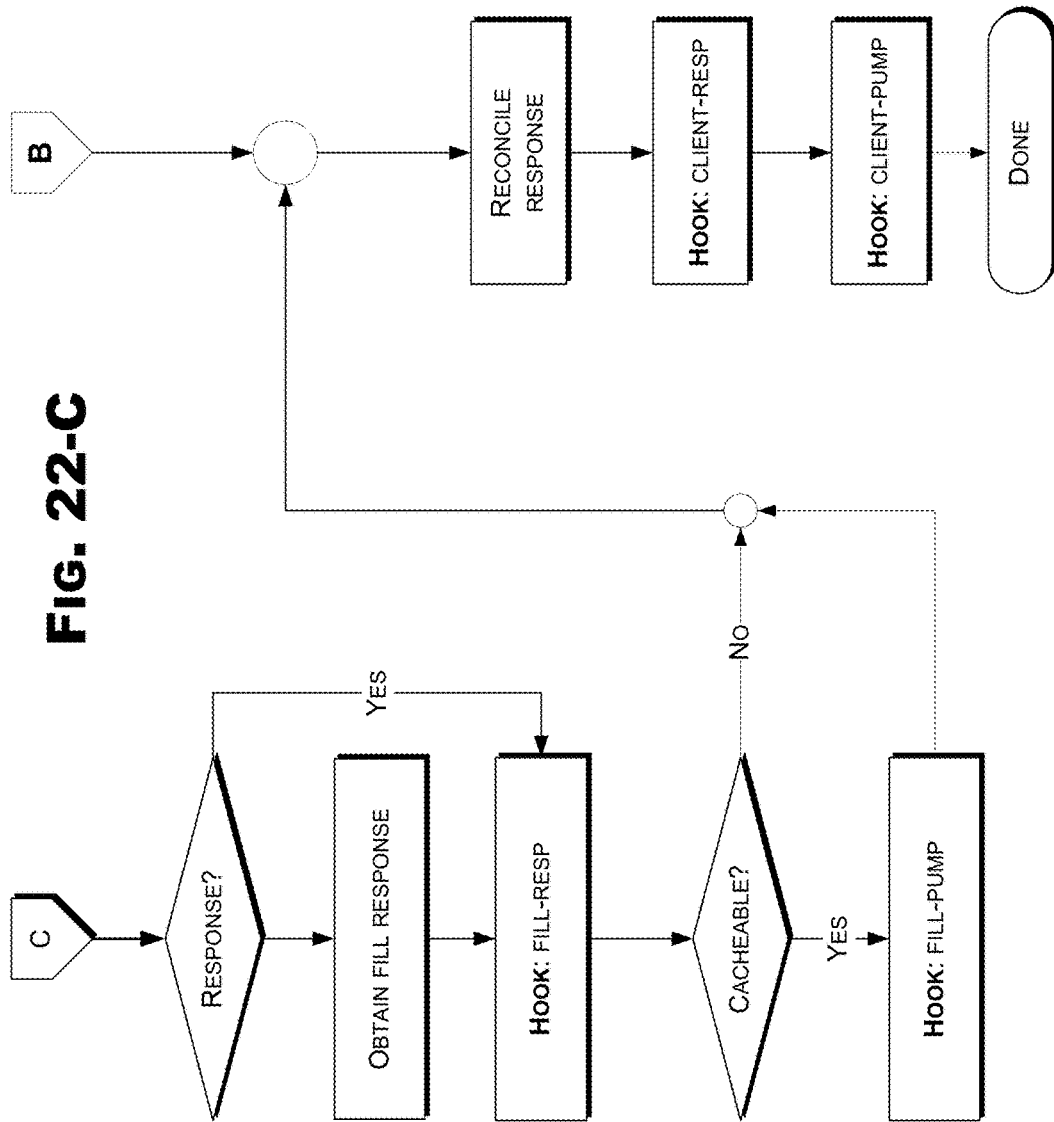 C
RESPONSE?
YES
OBTAIN FILL RESPONSE
HOOK: FILL-RESP
CACHEABLE?
NO
YES
HOOK: FILL-PUMP
FIG. 22-C
B
RECONCILE
RESPONSE
HOOK: CLIENT-RESP
HOOK: CLIENT-PUMP
DONE